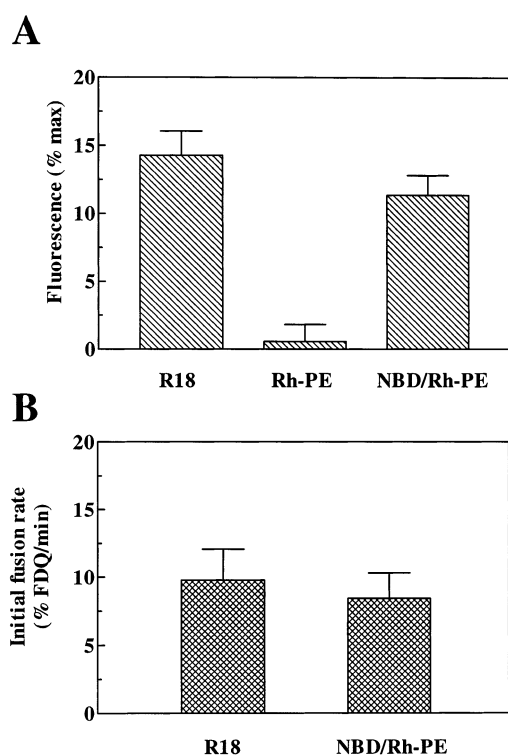 A
Fluorescence (% max)
20
15
10
5
0
R18 Rh-PE NBD/Rh-PE
B
Initial fusion rate
(% FDQ/min)
20
15
10
5
0
R18 NBD/Rh-PE